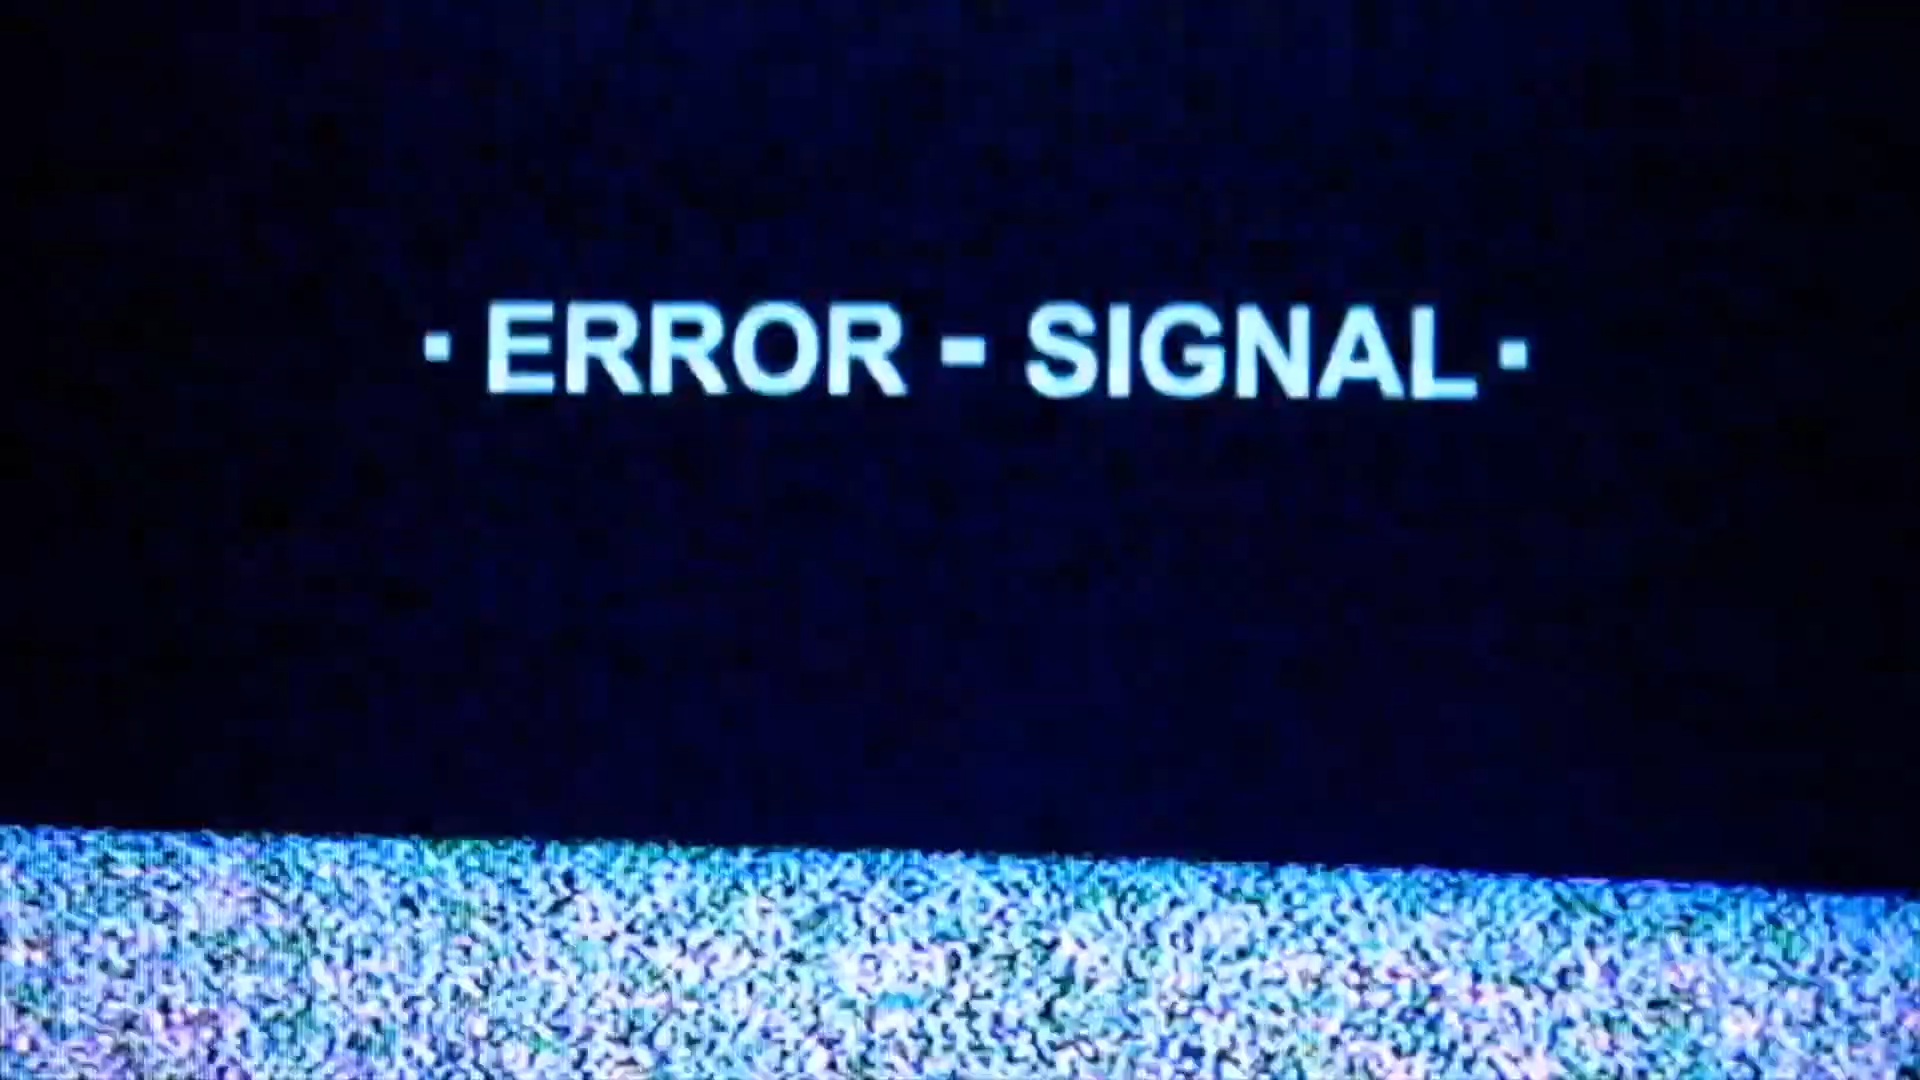 · ERROR - SIGNAL ·